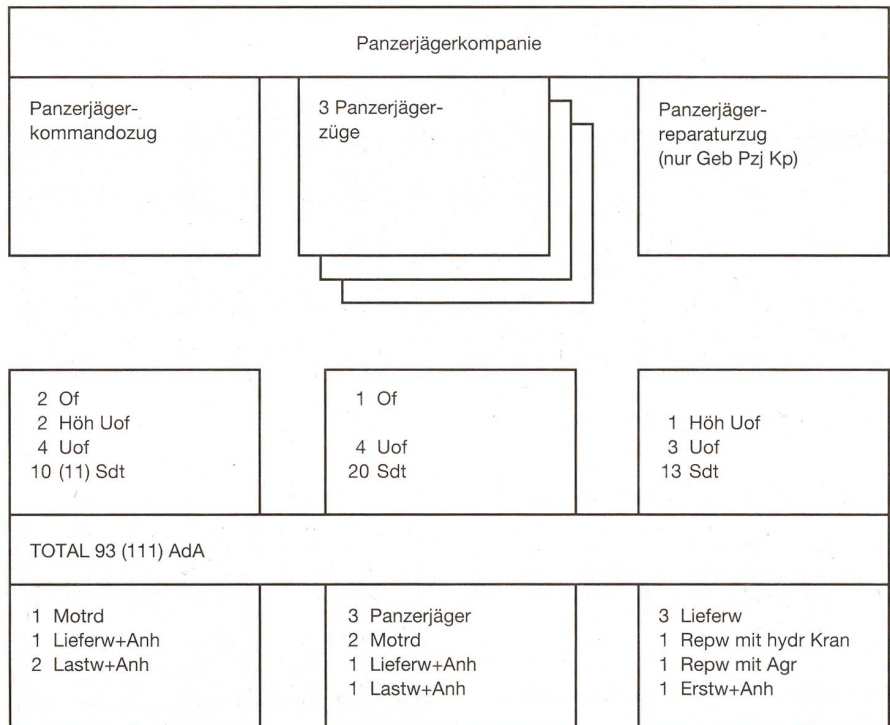 Panzerjägerkompanie
Panzerjäger-
kommandozug
3 Panzerjäger-
züge
Panzerjäger-
reparaturzug
(nur Geb Pzj Kp)
2 Of
2 Höh Uof
4 Uof
10 (11) Sdt
1 Of
4 Uof
20 Sdt
1 Höh Uof
3 Uof
13 Sdt
TOTAL 93 (111) AdA
1 Motrd
1 Lieferw+Anh
2 Lastw+Anh
3 Panzerjäger
2 Motrd
1 Lieferw+Anh
1 Lastw+Anh
3 Lieferw
1 Repw mit hydr Kran
1 Repw mit Agr
1 Erstw+Anh